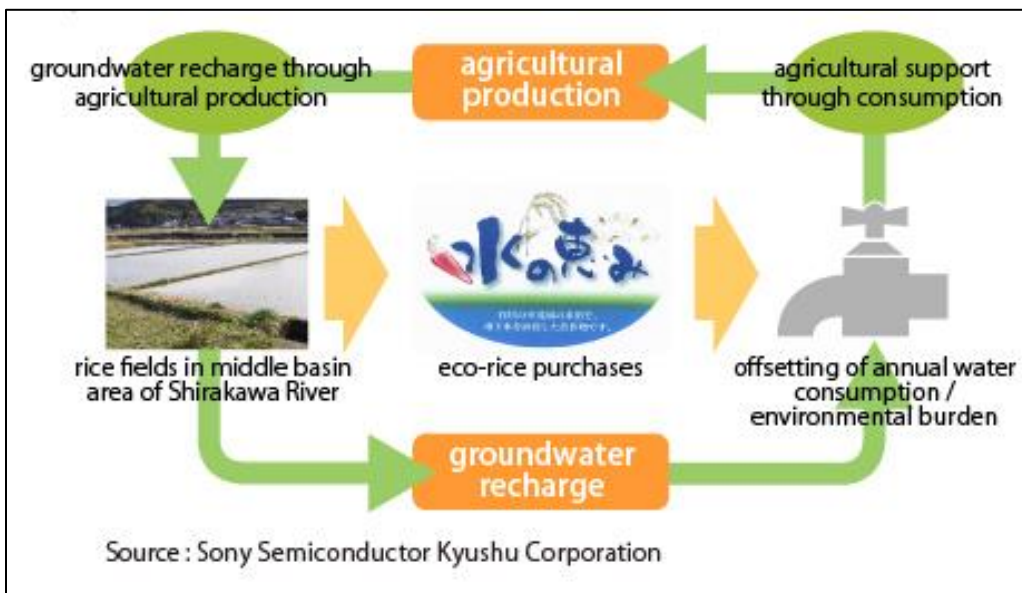 groundwater recharge through
agricultural production
agricultural
production
agricultural support
through consumption
水の恵み
rice fields in middle basin
area of Shirakawa River
eco-rice purchases
offsetting of annual water
consumption /
environmental burden
groundwater
recharge
Source : Sony Semiconductor Kyushu Corporation